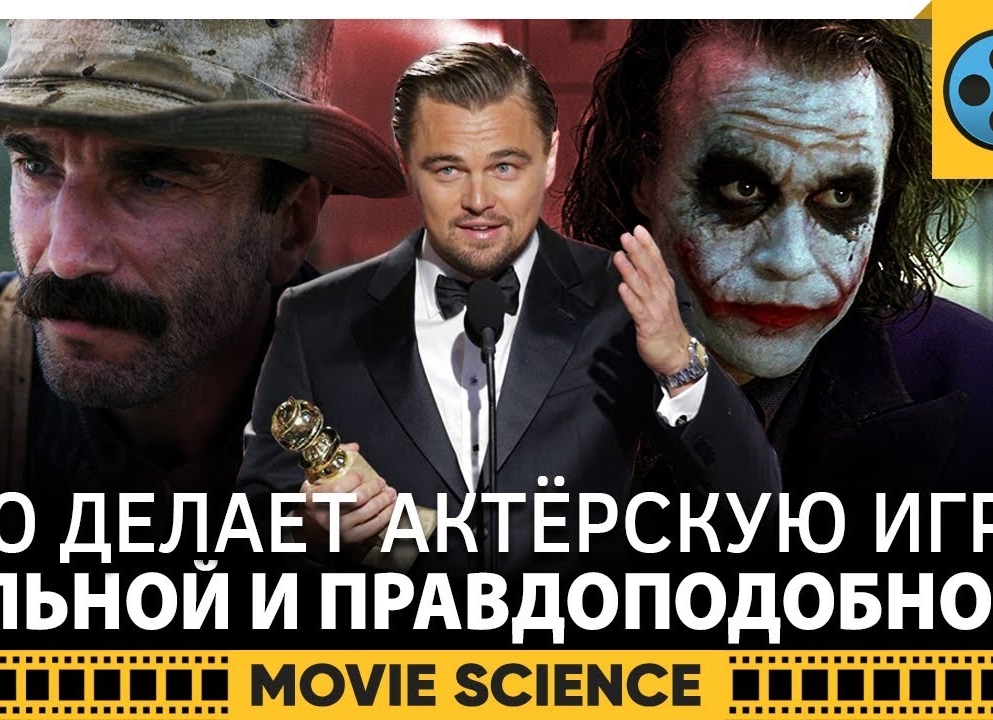 О ДЕЛАЕТ АКТЁРСКУЮ ИГР
ЛЬНОЙ И ПРАВДОПОДОБНО
MOVIE SCIENCE